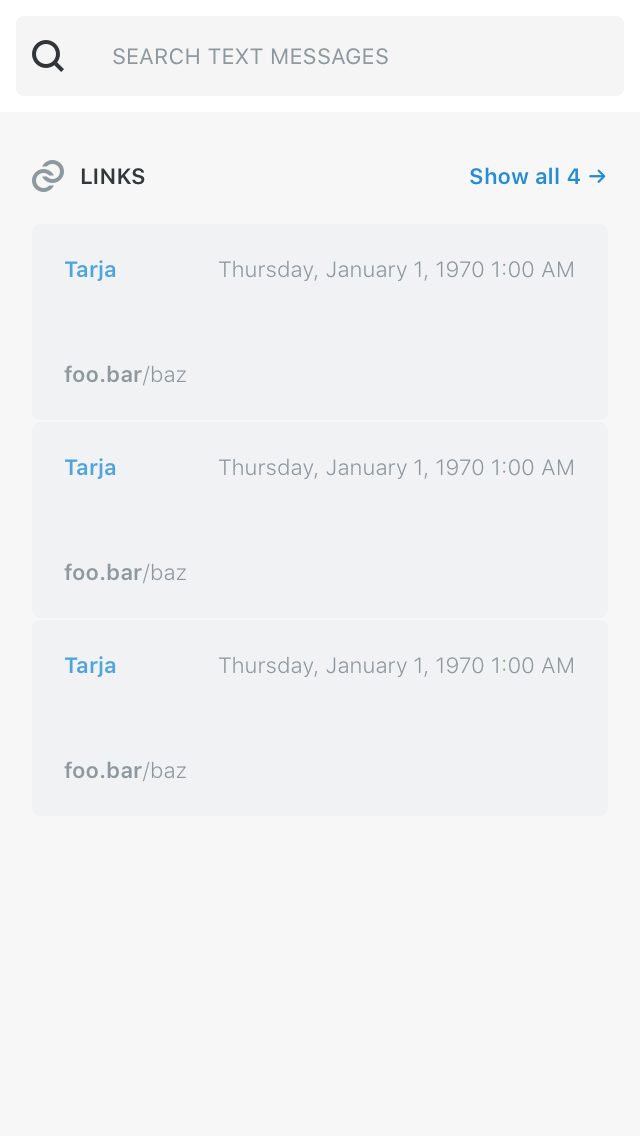 SEARCH TEXT MESSAGES
LINKS Show all 4 →
Tarja Thursday, January 1, 1970 1:00 AM
foo.bar/baz
Tarja Thursday, January 1, 1970 1:00 AM
foo.bar/baz
Tarja Thursday, January 1, 1970 1:00 AM
foo.bar/baz